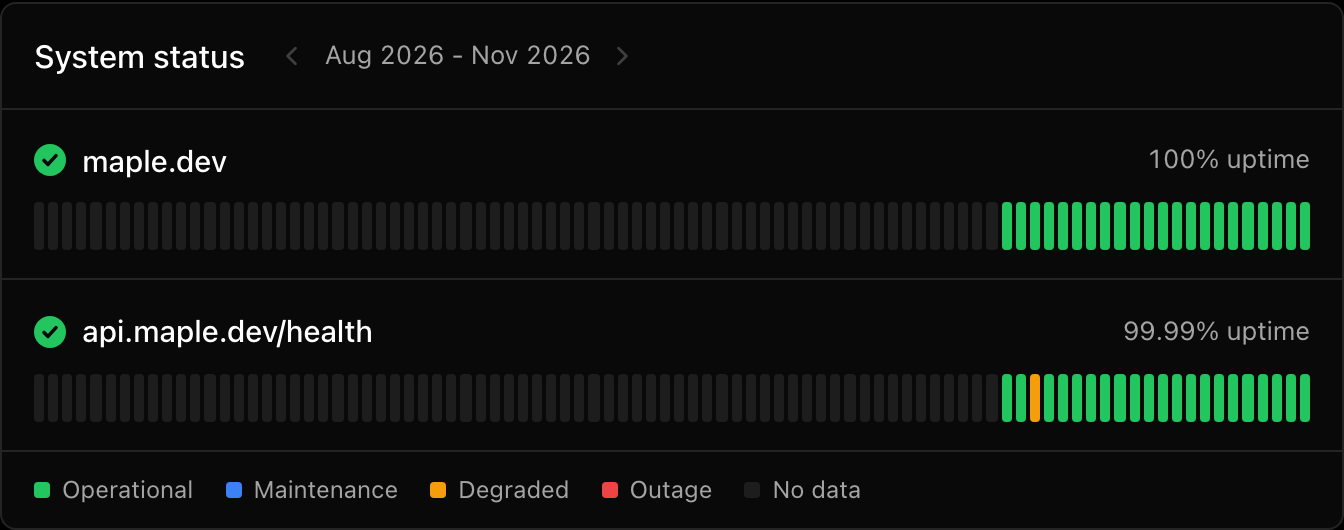 System status
Aug 2026 - Nov 2026
maple.dev
100% uptime
api.maple.dev/health
99.99% uptime
Operational
Maintenance
Degraded
Outage
No data